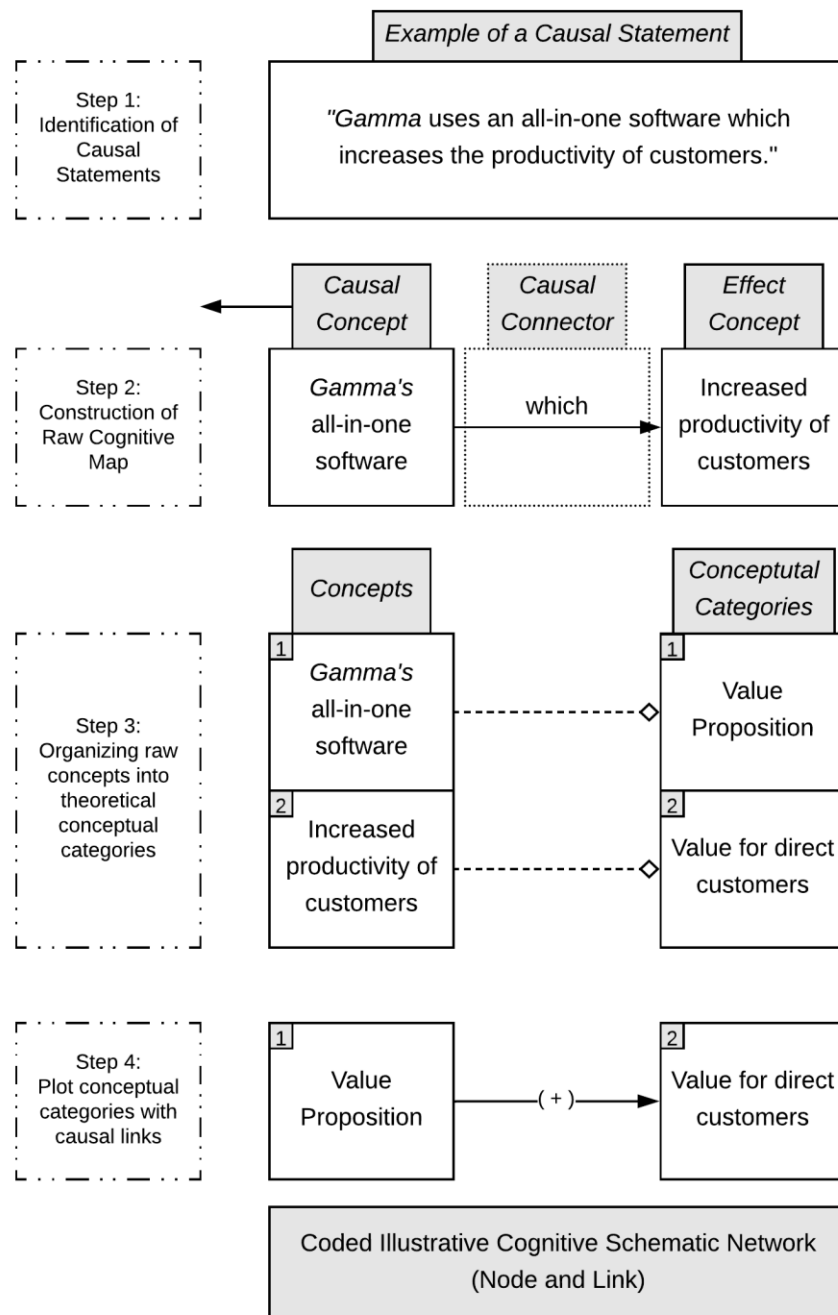 Example of a Causal Statement
Step 1:
Identification of
Causal
Statements
"Gamma uses an all-in-one software which
increases the productivity of customers."
Causal
Concept
Causal
Connector
Effect
Concept
Step 2:
Construction of
Raw Cognitive
Map
Gamma's
all-in-one
software
which
Increased
productivity of
customers
Concepts
Conceptutal
Categories
Step 3:
Organizing raw
concepts into
theoretical
conceptual
categories
1
Gamma's
all-in-one
software
1
Value
Proposition
2
Increased
productivity of
customers
2
Value for direct
customers
Step 4:
Plot conceptual
categories with
causal links
1
Value
Proposition
( + )
2
Value for direct
customers
Coded Illustrative Cognitive Schematic Network
(Node and Link)